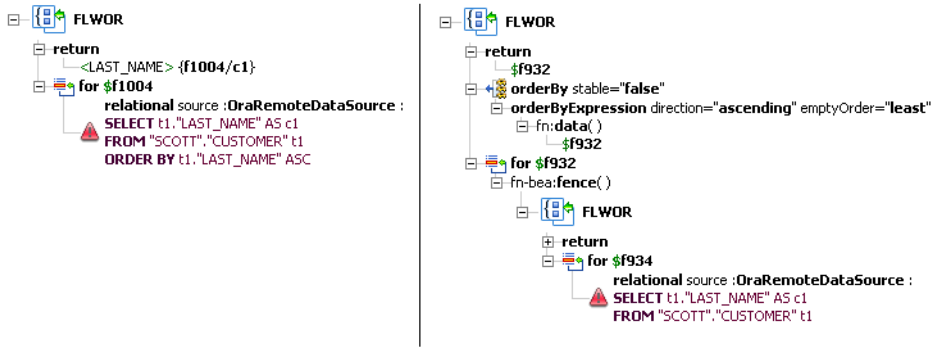 FLWOR
return
<LAST_NAME> {f1004/c1}
for $f1004
relational source :OraRemoteDataSource :
SELECT t1."LAST_NAME" AS c1
FROM "SCOTT"."CUSTOMER" t1
ORDER BY t1."LAST_NAME" ASC
FLWOR
return
$f932
orderBy stable="false"
orderByExpression direction="ascending" emptyOrder="least"
fn:data( )
$f932
for $f932
fn-bea:fence( )
FLWOR
return
for $f934
relational source :OraRemoteDataSource :
SELECT t1."LAST_NAME" AS c1
FROM "SCOTT"."CUSTOMER" t1